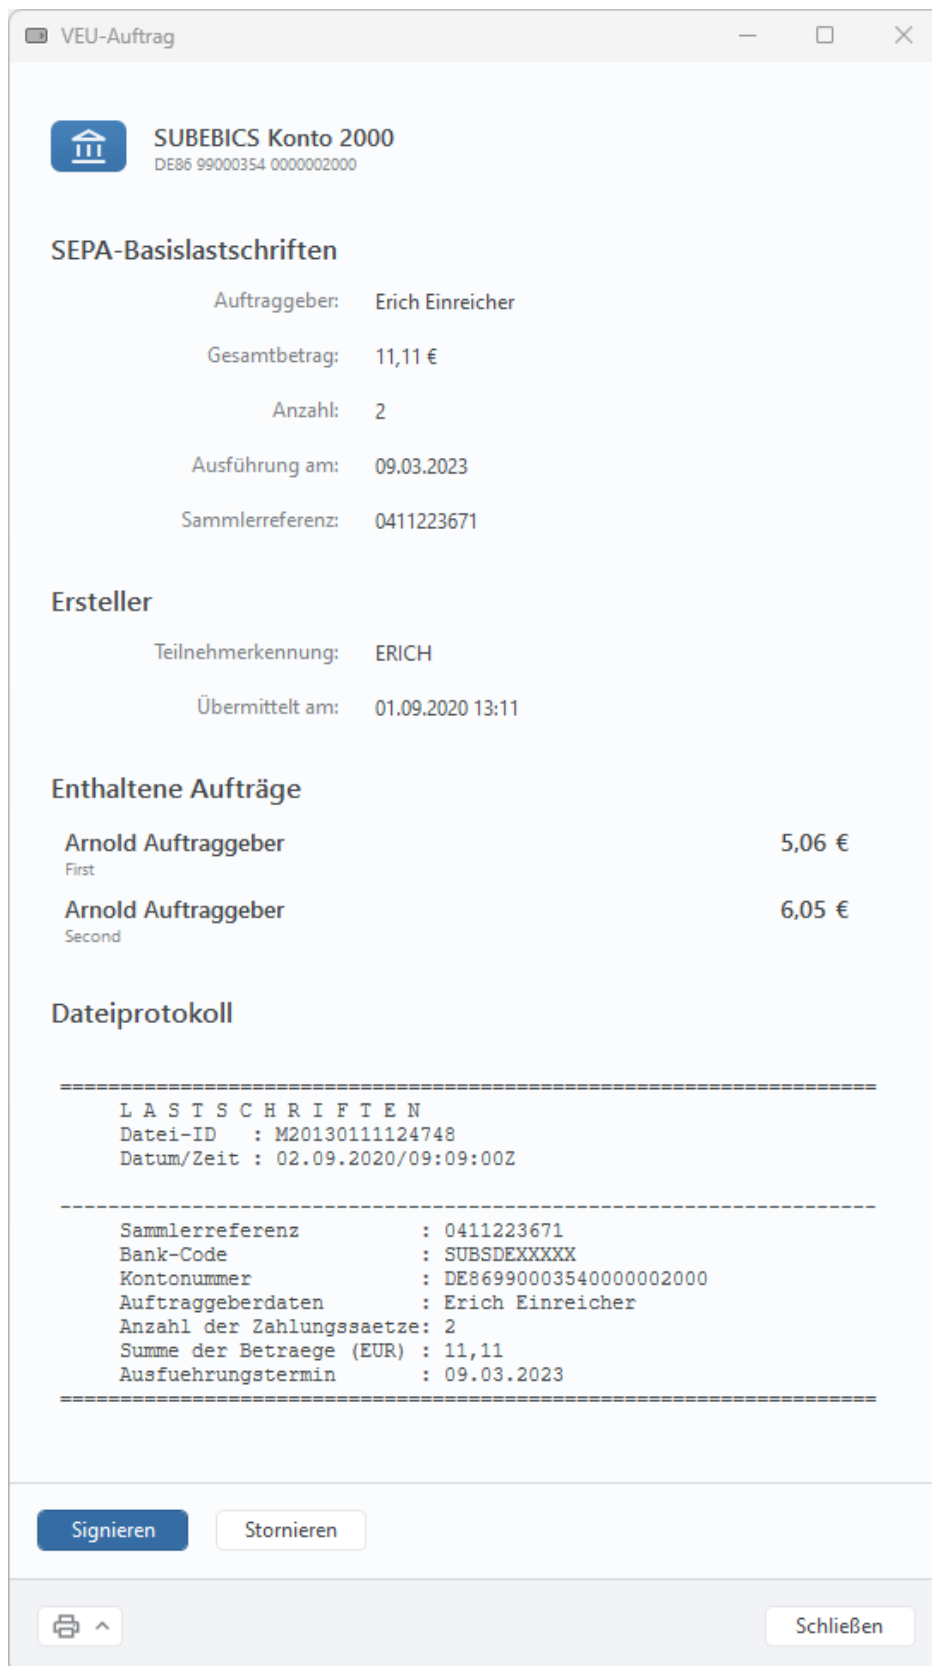 VEU-Auftrag
SUBEBICS Konto 2000
DE86 99000354 0000002000
SEPA-Basislastschriften
Auftraggeber: Erich Einreicher
Gesamtbetrag: 11,11 €
Anzahl: 2
Ausführung am: 09.03.2023
Sammlerreferenz: 0411223671
Ersteller
Teilnehmerkennung: ERICH
Übermittelt am: 01.09.2020 13:11
Enthaltene Aufträge
Arnold Auftraggeber 5,06 €
First
Arnold Auftraggeber 6,05 €
Second
Dateiprotokoll
====================================================================
L A S T S C H R I F T E N
Datei-ID   : M20130111124748
Datum/Zeit : 02.09.2020/09:09:00Z
--------------------------------------------------------------------
Sammlerreferenz          : 0411223671
Bank-Code                : SUBSDEXXXXX
Kontonummer              : DE86990003540000002000
Auftraggeberdaten        : Erich Einreicher
Anzahl der Zahlungssaetze: 2
Summe der Betraege (EUR) : 11,11
Ausfuehrungstermin       : 09.03.2023
====================================================================
Signieren Stornieren
Schließen